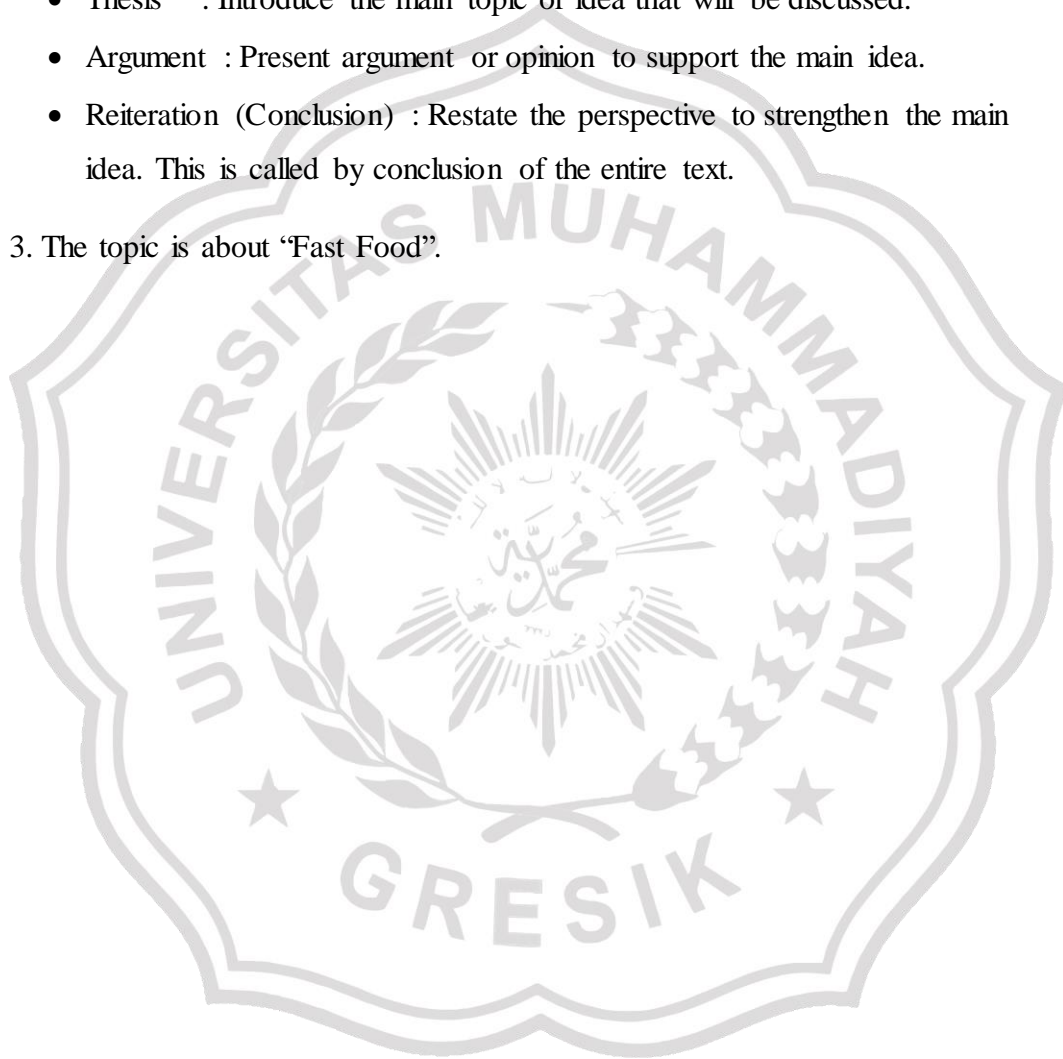 • Thesis : Introduce the main topic or idea that will be discussed.
• Argument : Present argument or opinion to support the main idea.
• Reiteration (Conclusion) : Restate the perspective to strengthen the main
idea. This is called by conclusion of the entire text.
3. The topic is about “Fast Food”.
UNIVERSITAS MUHAMMADIYAH
GRESIK